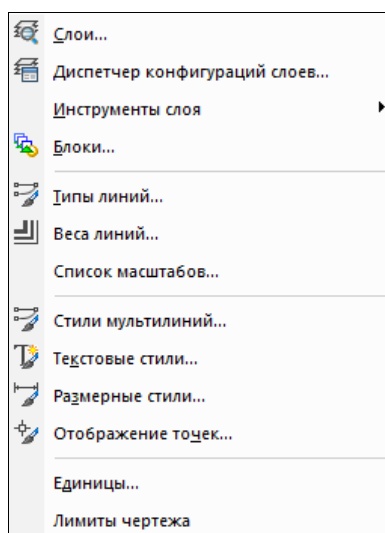 Слои...
Диспетчер конфигураций слоев...
Инструменты слоя
Блоки...
Типы линий...
Веса линий...
Список масштабов...
Стили мультилиний...
Текстовые стили...
Размерные стили...
Отображение точек...
Единицы...
Лимиты чертежа